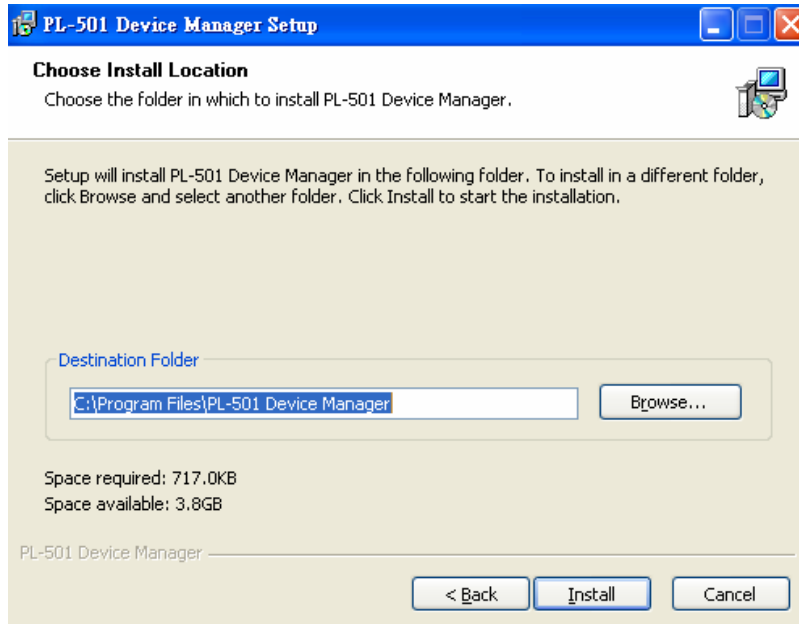 PL-501 Device Manager Setup
Choose Install Location
Choose the folder in which to install PL-501 Device Manager.
Setup will install PL-501 Device Manager in the following folder. To install in a different folder,
click Browse and select another folder. Click Install to start the installation.
Destination Folder
C:\Program Files\PL-501 Device Manager
Browse...
Space required: 717.0KB
Space available: 3.8GB
PL-501 Device Manager
< Back
Install
Cancel